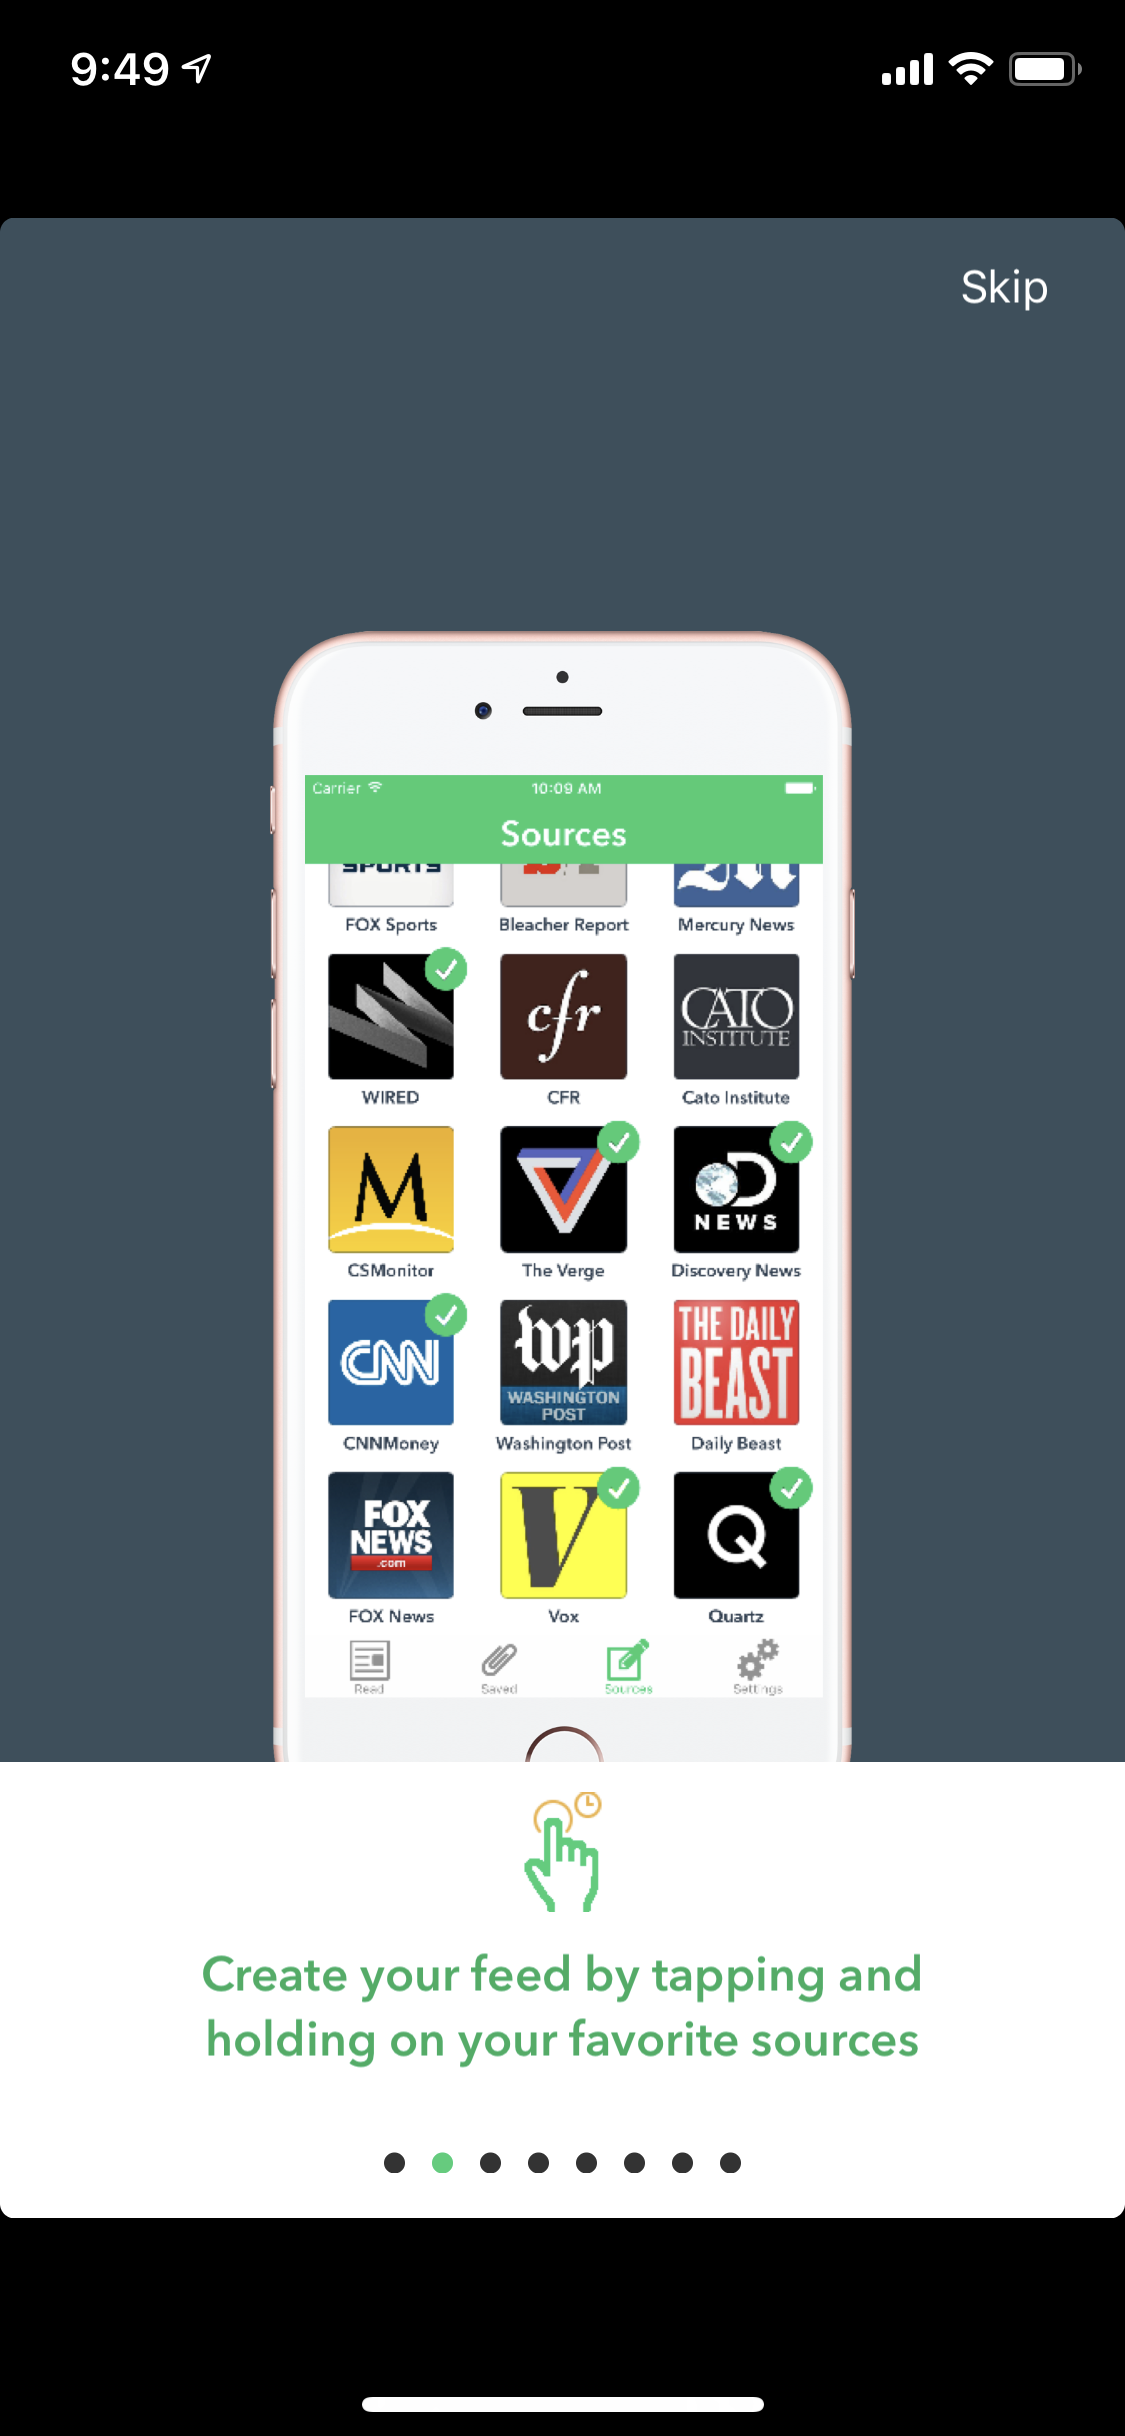 9:49
Skip
Carrier 10:09 AM
Sources
SPORTS
FOX Sports Bleacher Report Mercury News
cfr CATO
INSTITUTE
WIRED CFR Cato Institute
M NEWS
CSMonitor The Verge Discovery News
CNN wp THE DAILY
BEAST
WASHINGTON
POST
CNNMoney Washington Post Daily Beast
FOX
NEWS
.com
V Q
FOX News Vox Quartz
Read Saved Sources Settings
Create your feed by tapping and
holding on your favorite sources